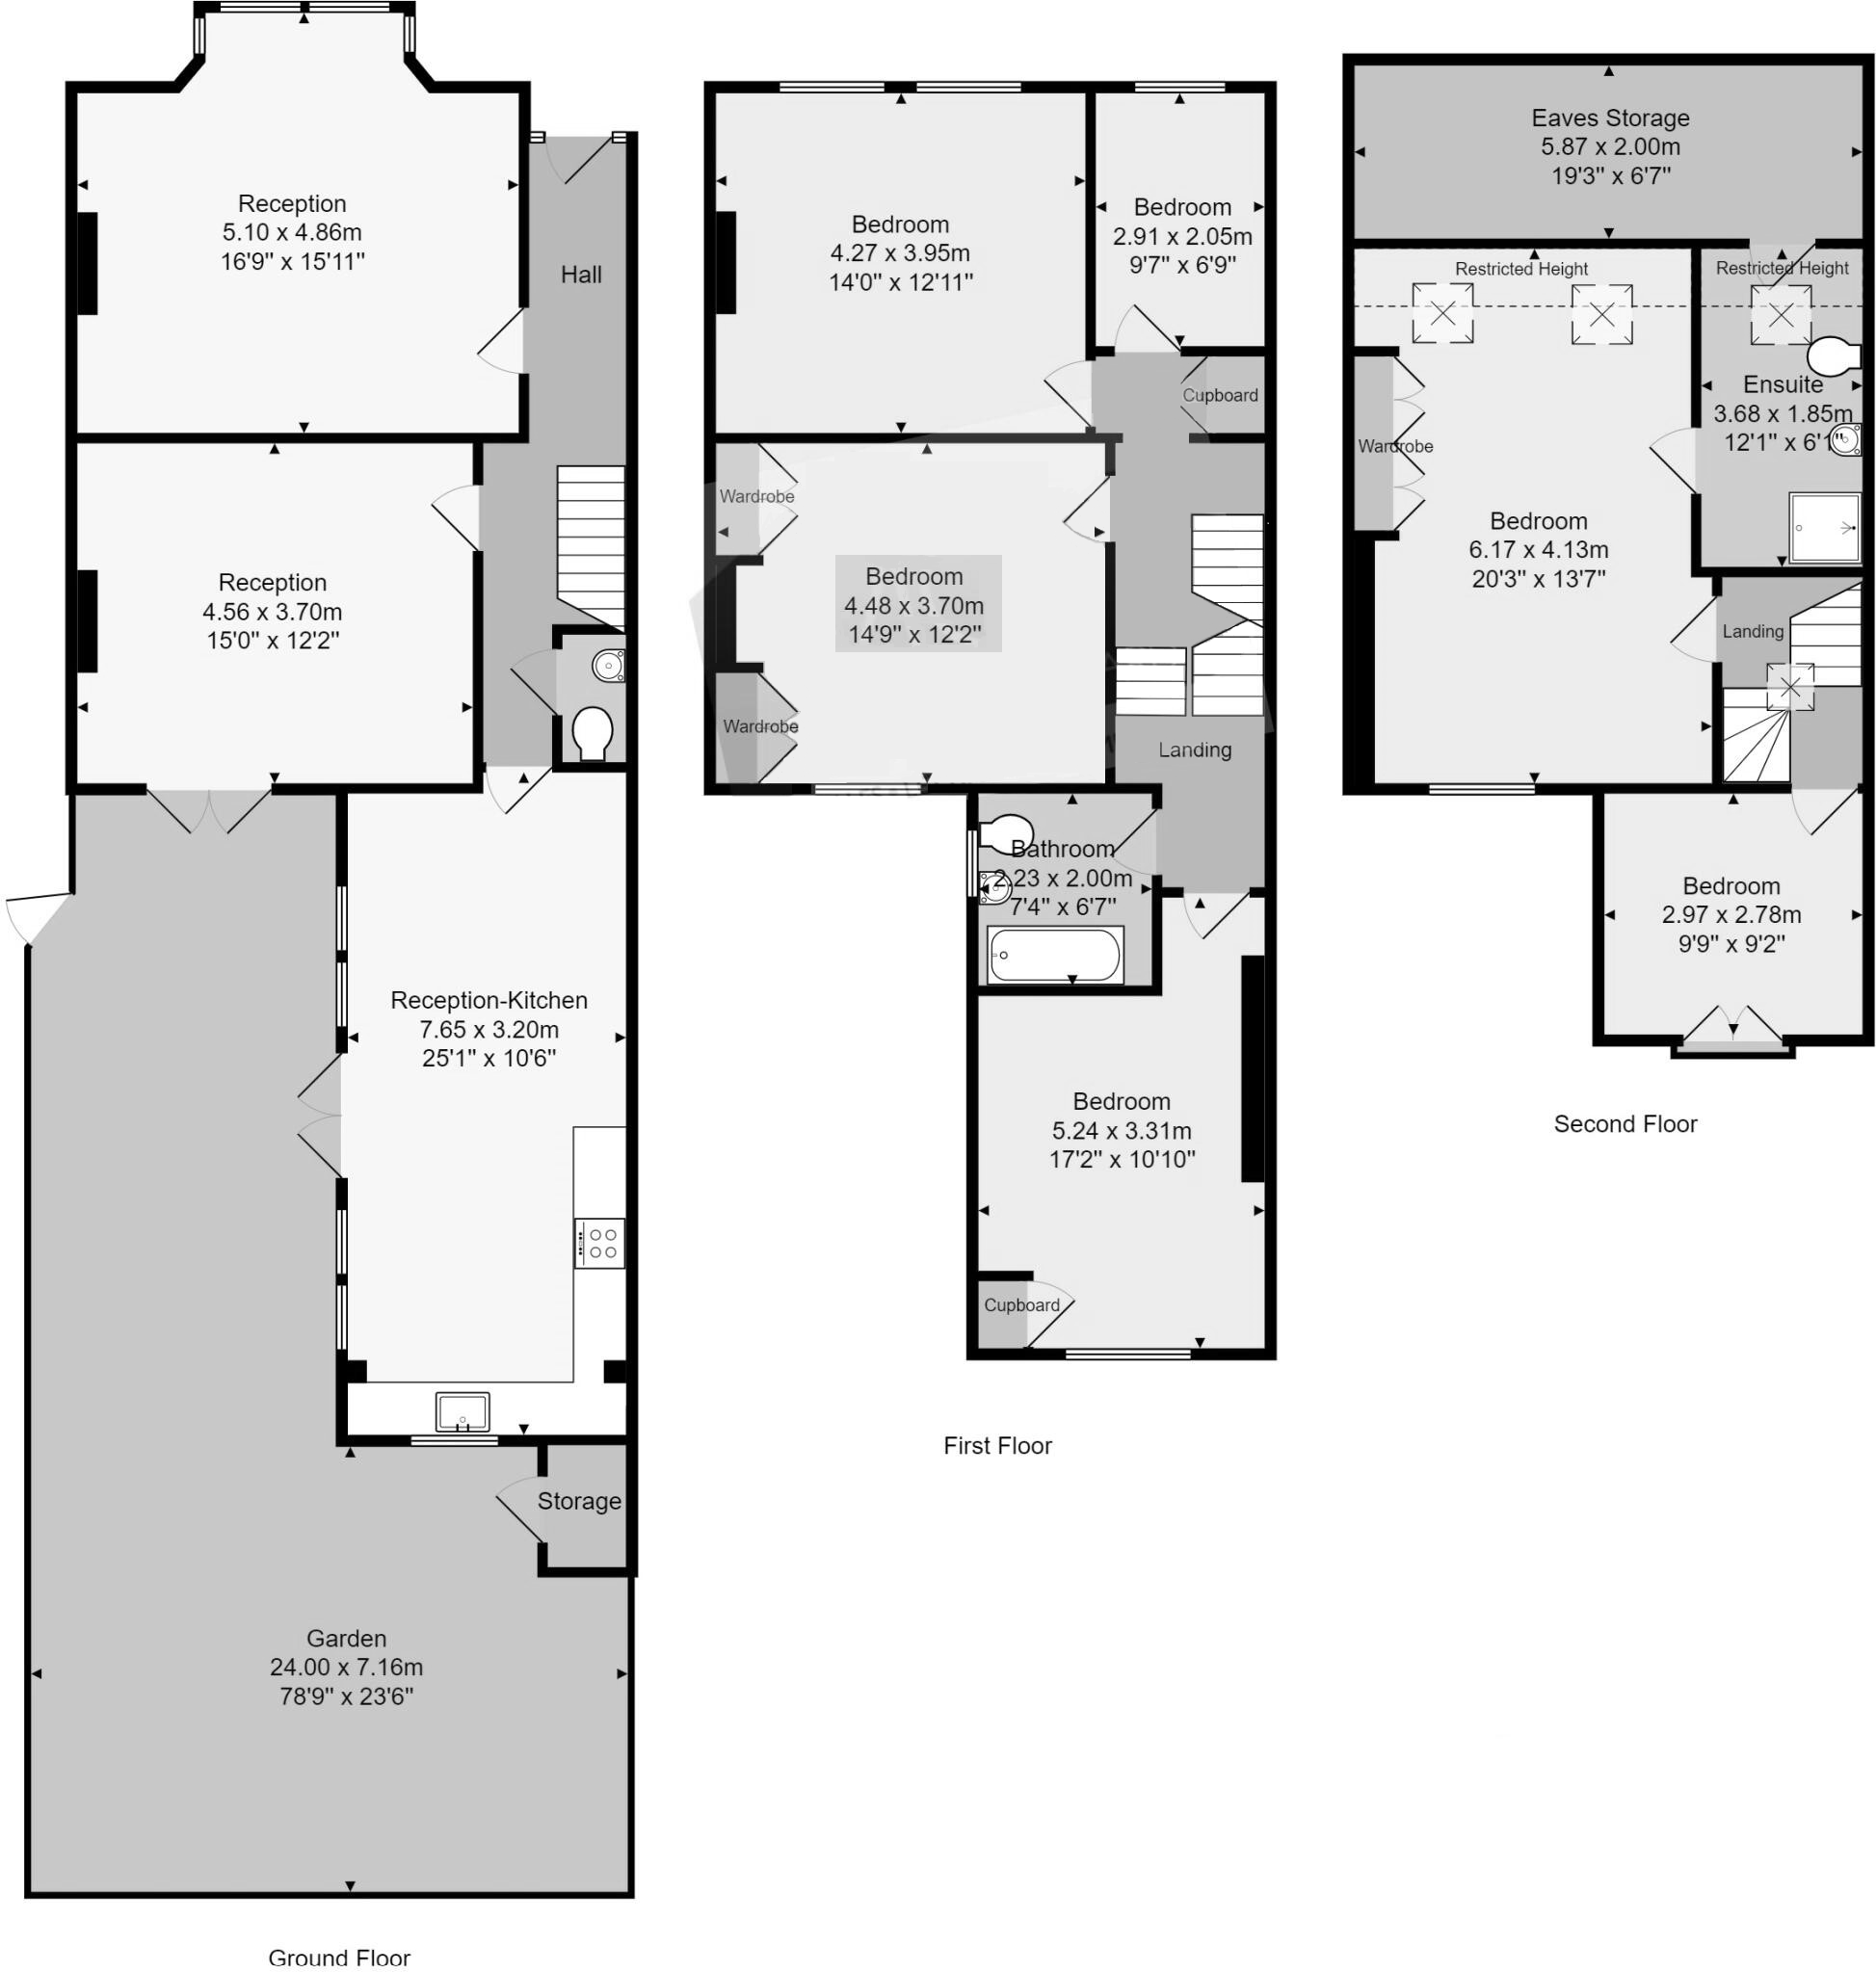 Reception
5.10 x 4.86m
16'9" x 15'11"
Hall
Reception
4.56 x 3.70m
15'0" x 12'2"
Reception-Kitchen
7.65 x 3.20m
25'1" x 10'6"
Storage
Garden
24.00 x 7.16m
78'9" x 23'6"
Ground Floor
Bedroom
4.27 x 3.95m
14'0" x 12'11"
Bedroom
2.91 x 2.05m
9'7" x 6'9"
Cupboard
Wardrobe
Bedroom
4.48 x 3.70m
14'9" x 12'2"
Wardrobe
Landing
Bathroom
2.23 x 2.00m
7'4" x 6'7"
Bedroom
5.24 x 3.31m
17'2" x 10'10"
Cupboard
First Floor
Eaves Storage
5.87 x 2.00m
19'3" x 6'7"
Restricted Height
Restricted Height
Ensuite
3.68 x 1.85m
12'1" x 6'1"
Wardrobe
Bedroom
6.17 x 4.13m
20'3" x 13'7"
Landing
Bedroom
2.97 x 2.78m
9'9" x 9'2"
Second Floor